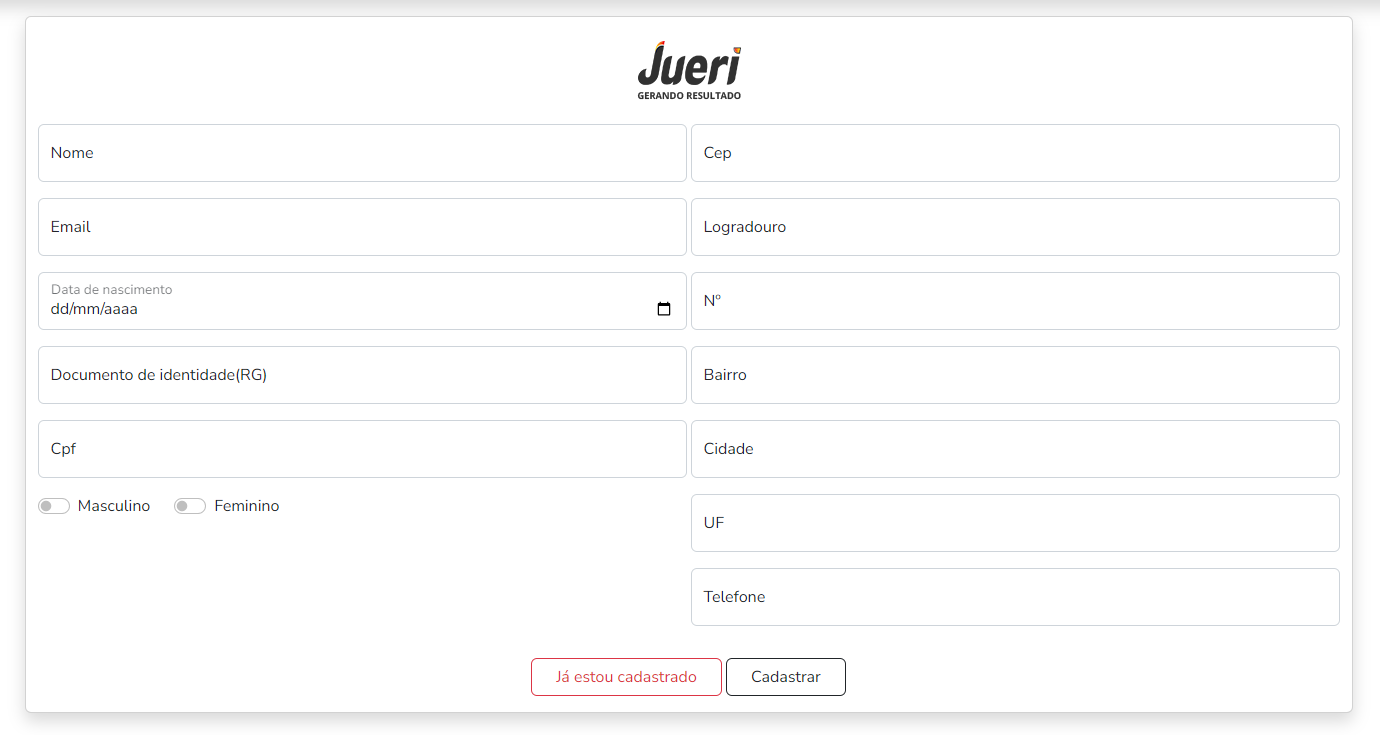 Jueri
GERANDO RESULTADO
Nome
Email
Data de nascimento
dd/mm/aaaa
Documento de identidade(RG)
Cpf
Masculino
Feminino
Cep
Logradouro
Nº
Bairro
Cidade
UF
Telefone
Já estou cadastrado
Cadastrar